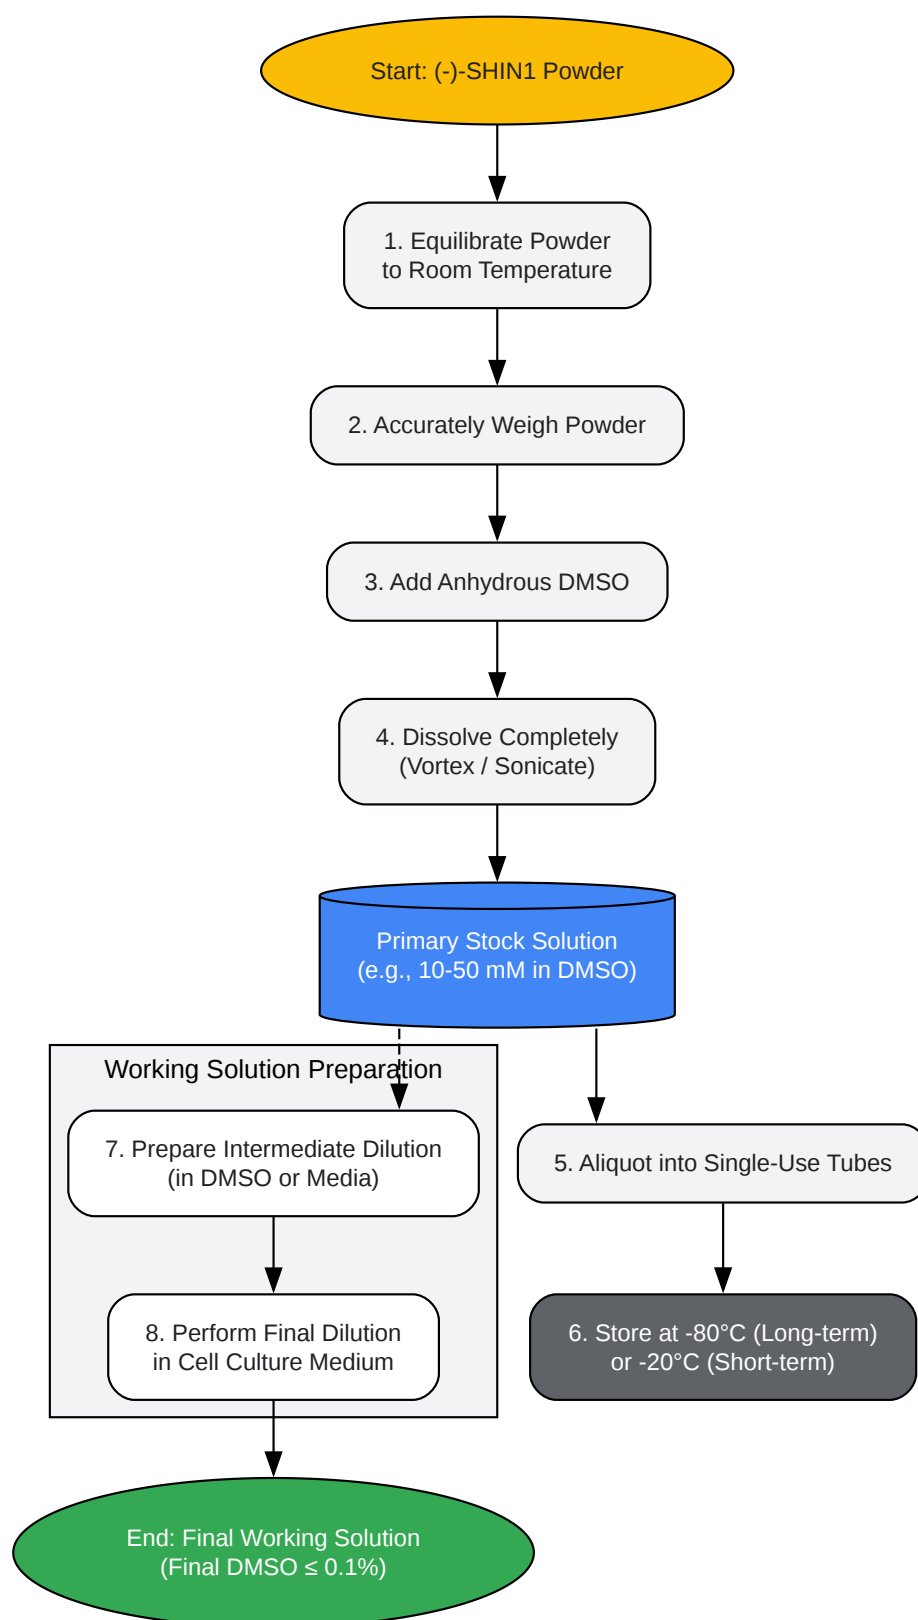 Start: (-)-SHIN1 Powder
1. Equilibrate Powder
to Room Temperature
2. Accurately Weigh Powder
3. Add Anhydrous DMSO
4. Dissolve Completely
(Vortex / Sonicate)
Primary Stock Solution
(e.g., 10-50 mM in DMSO)
Working Solution Preparation
7. Prepare Intermediate Dilution
(in DMSO or Media)
5. Aliquot into Single-Use Tubes
8. Perform Final Dilution
in Cell Culture Medium
6. Store at -80°C (Long-term)
or -20°C (Short-term)
End: Final Working Solution
(Final DMSO ≤ 0.1%)